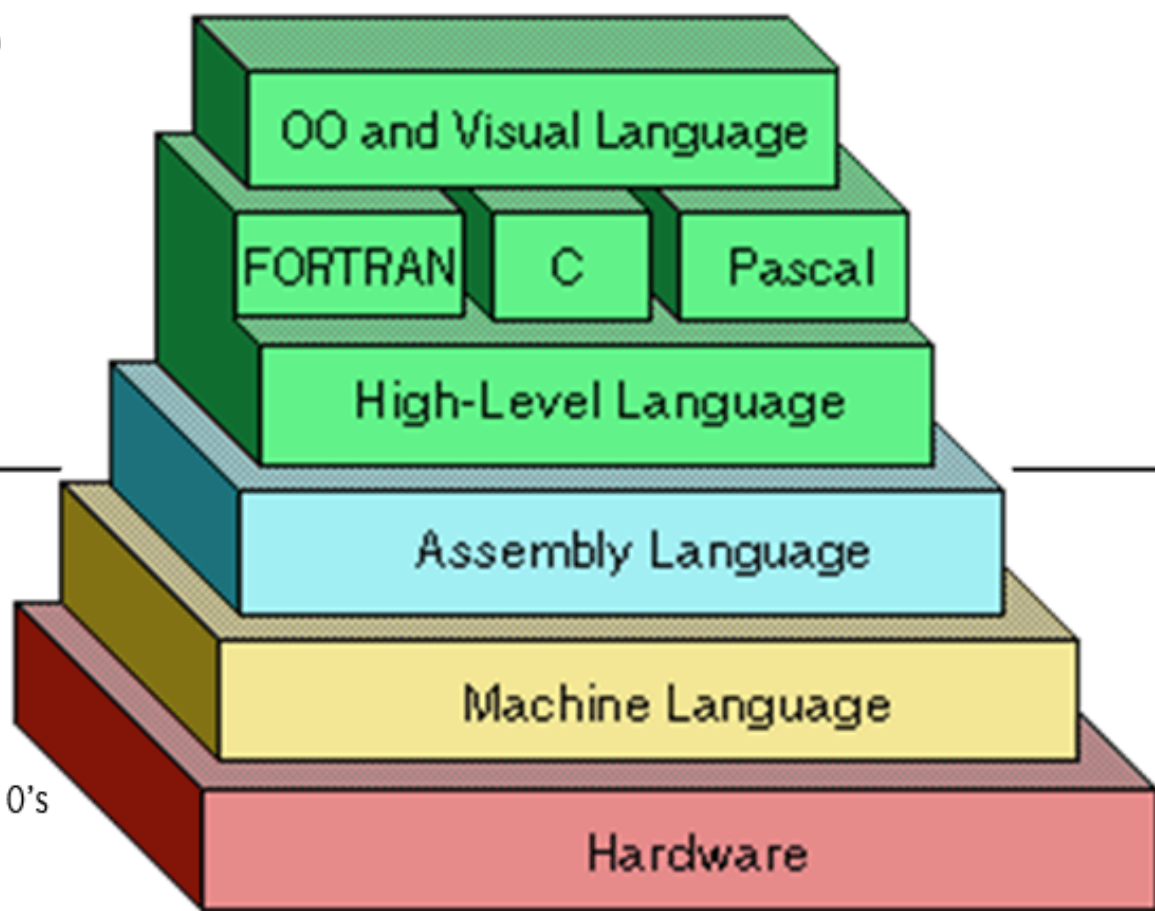 )
OO and Visual Language
FORTRAN C Pascal
High-Level Language
Assembly Language
Machine Language
0's
Hardware